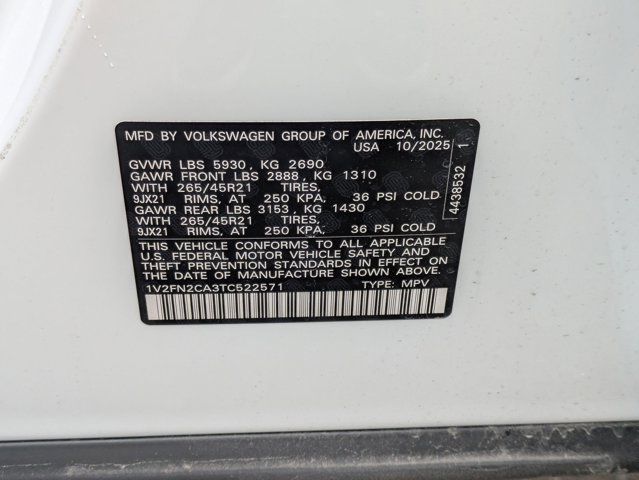 MFD BY VOLKSWAGEN GROUP OF AMERICA, INC.
USA 10/2025
GVWR LBS 5930, KG 2690
GAWR FRONT LBS 2888, KG 1310
WITH 265/45R21 TIRES,
9JX21 RIMS, AT 250 KPA, 36 PSI COLD
GAWR REAR LBS 3153, KG 1430
WITH 265/45R21 TIRES,
9JX21 RIMS, AT 250 KPA, 36 PSI COLD
THIS VEHICLE CONFORMS TO ALL APPLICABLE
U.S. FEDERAL MOTOR VEHICLE SAFETY AND
THEFT PREVENTION STANDARDS IN EFFECT ON
THE DATE OF MANUFACTURE SHOWN ABOVE.
1V2FN2CA3TC522571 TYPE: MPV
4438532 1